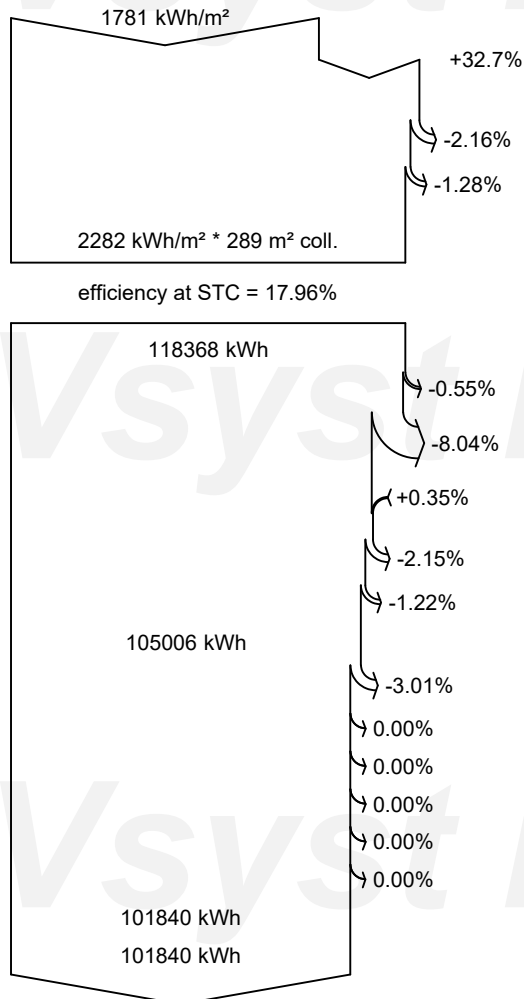 1781 kWh/m²
+32.7%
-2.16%
-1.28%
2282 kWh/m² * 289 m² coll.
efficiency at STC = 17.96%
118368 kWh
-0.55%
-8.04%
+0.35%
-2.15%
-1.22%
105006 kWh
-3.01%
0.00%
0.00%
0.00%
0.00%
0.00%
101840 kWh
101840 kWh